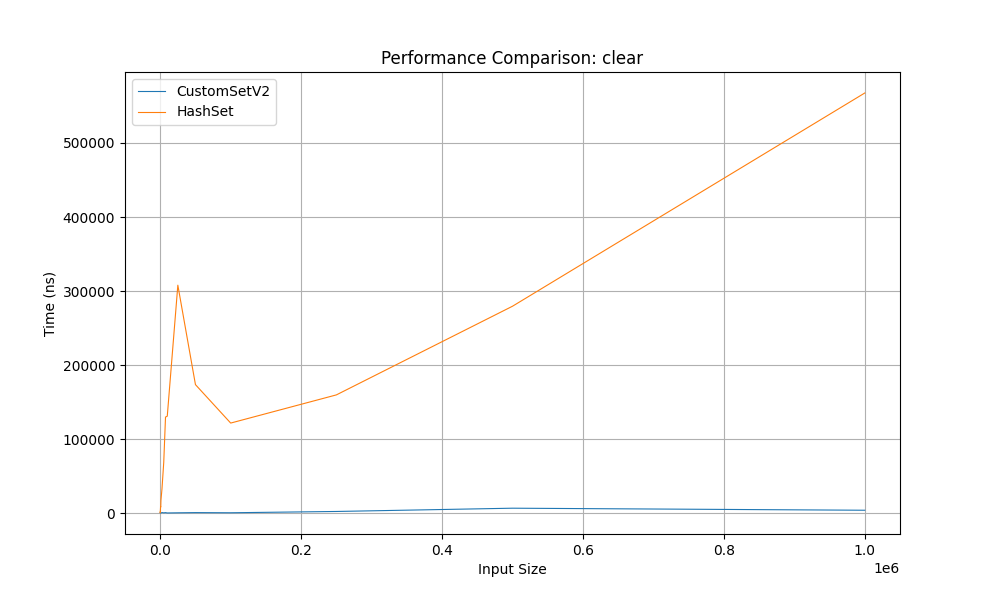 Performance Comparison: clear
CustomSetV2
HashSet
Time (ns)
500000
400000
300000
200000
100000
0
0.0 0.2 0.4 0.6 0.8 1.0
1e6
Input Size